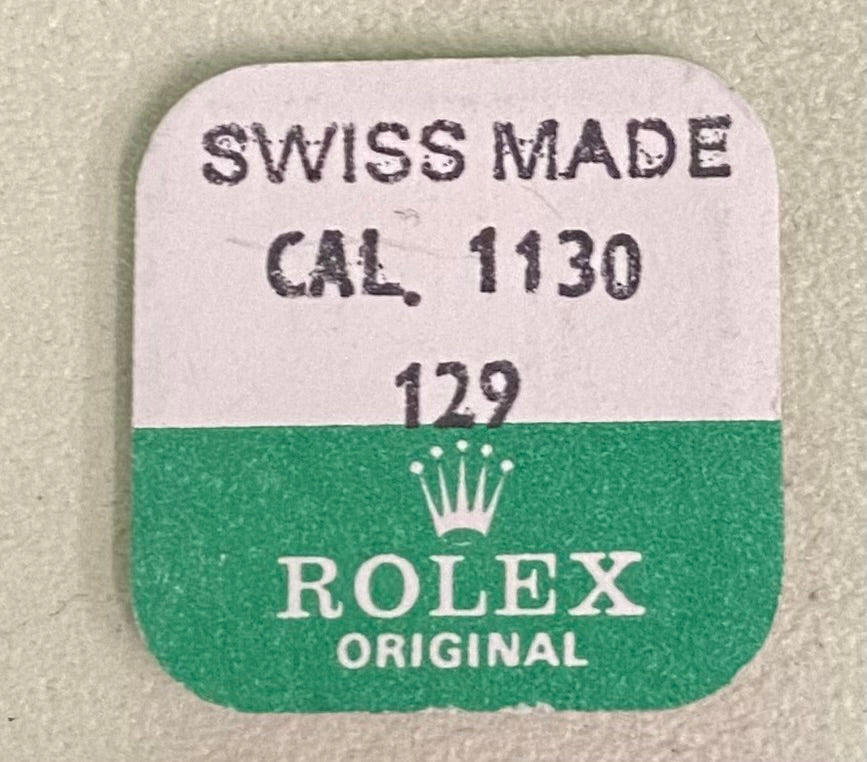 SWISS MADE
CAL. 1130
129
ROLEX
ORIGINAL